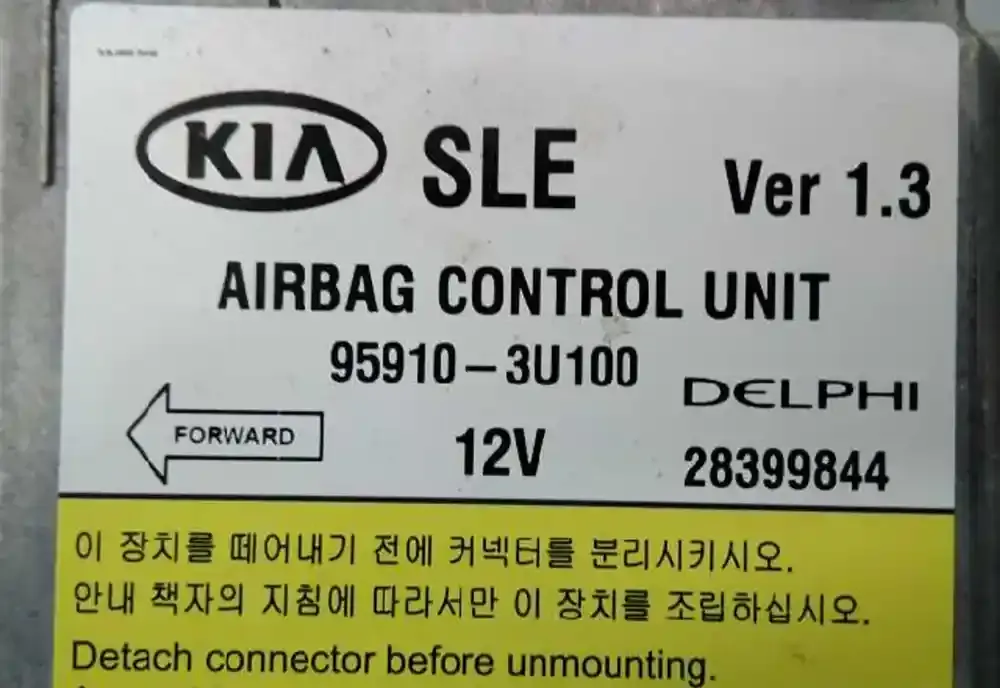 KIA SLE Ver 1.3
AIRBAG CONTROL UNIT
95910-3U100
DELPHI
FORWARD
12V
28399844
이 장치를 떼어내기 전에 커넥터를 분리시키시오.
안내 책자의 지침에 따라서만 이 장치를 조립하십시오.
Detach connector before unmounting.